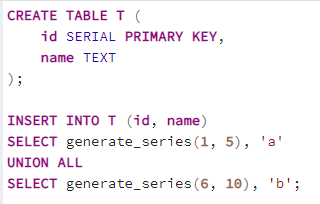 CREATE TABLE T (
    id SERIAL PRIMARY KEY,
    name TEXT
);

INSERT INTO T (id, name)
SELECT generate_series(1, 5), 'a'
UNION ALL
SELECT generate_series(6, 10), 'b';